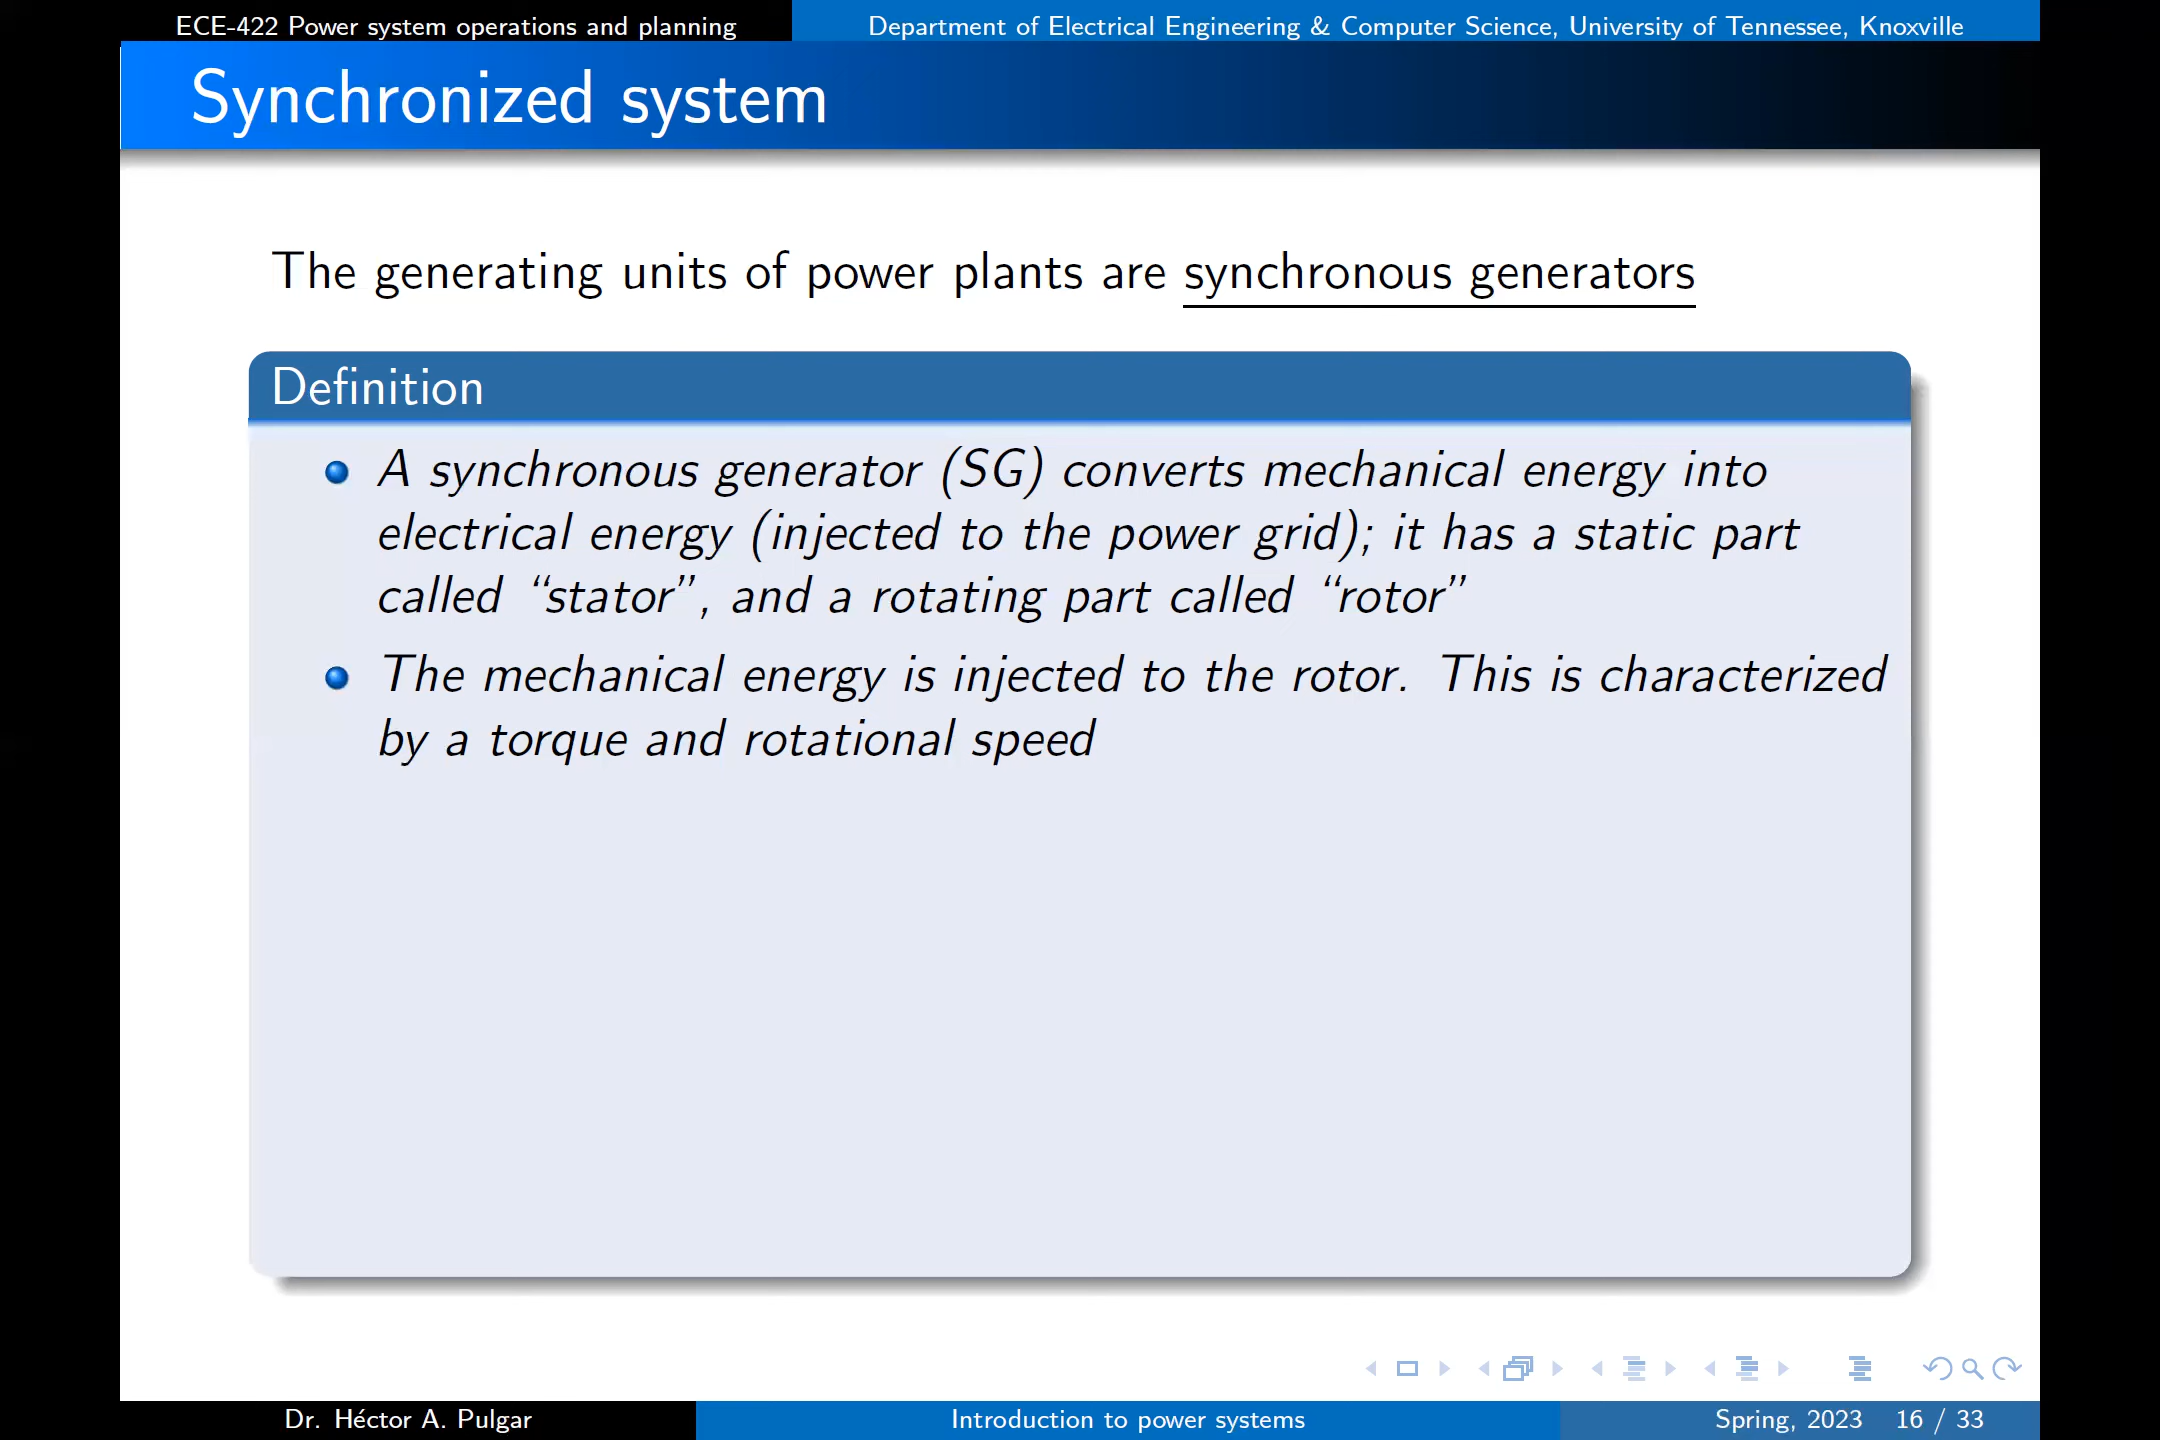 ECE-422 Power system operations and planning
Department of Electrical Engineering & Computer Science, University of Tennessee, Knoxville
Synchronized system
The generating units of power plants are synchronous generators
Definition
A synchronous generator (SG) converts mechanical energy into
electrical energy (injected to the power grid); it has a static part
called “stator”, and a rotating part called “rotor”
The mechanical energy is injected to the rotor. This is characterized
by a torque and rotational speed
Dr. Héctor A. Pulgar
Introduction to power systems
Spring, 2023 16 / 33